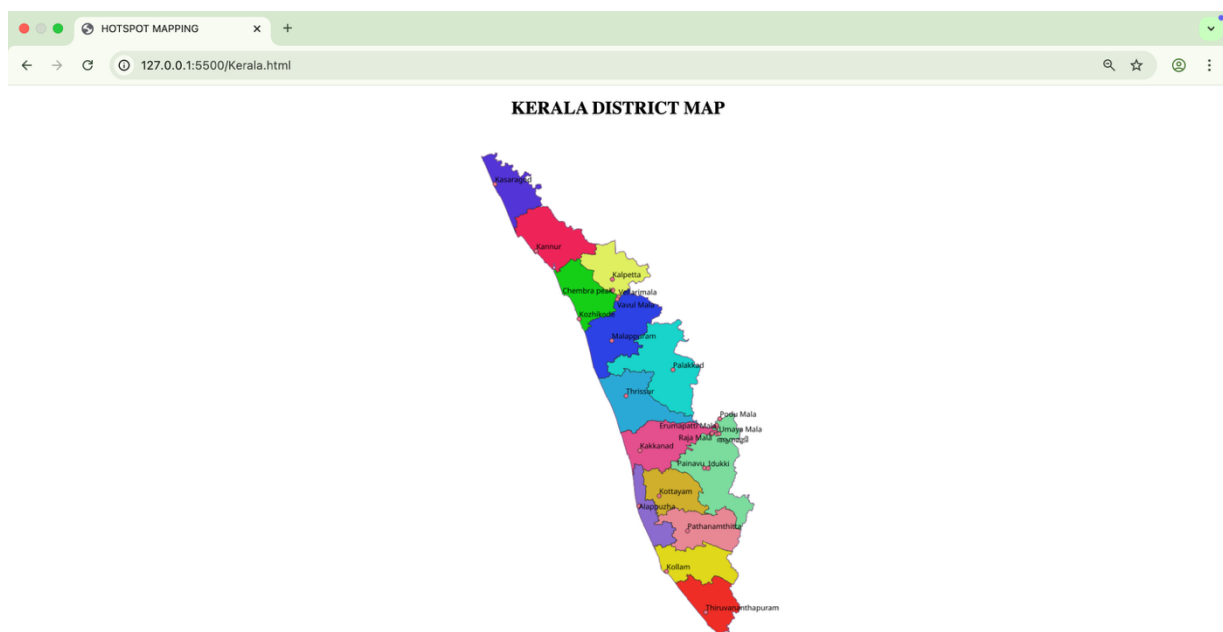 HOTSPOT MAPPING
127.0.0.1:5500/Kerala.html
KERALA DISTRICT MAP
Kasaragod
Kannur
Kalpetta
Chembra peak
Vellarimala
Vavul Mala
Kozhikode
Malappuram
Palakkad
Thrissur
Podu Mala
Erumapatti Mala
Umaya Mala
Raja Mala
Kakkanad
Painavu
Idukki
Kottayam
Alappuzha
Pathanamthitta
Kollam
Thiruvananthapuram